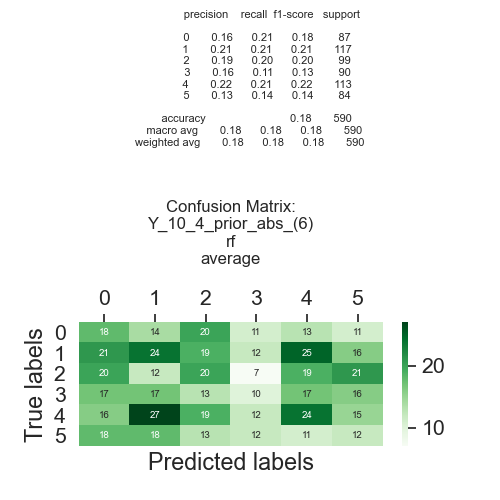 precision recall f1-score support
0 0.16 0.21 0.18 87
1 0.21 0.21 0.21 117
2 0.19 0.20 0.20 99
3 0.16 0.11 0.13 90
4 0.22 0.21 0.22 113
5 0.13 0.14 0.14 84
accuracy 0.18 590
macro avg 0.18 0.18 0.18 590
weighted avg 0.18 0.18 0.18 590
Confusion Matrix:
Y_10_4_prior_abs_(6)
rf
average
0 1 2 3 4 5
0 18 14 20 11 13 11
1 21 24 19 12 25 16
2 20 12 20 7 19 21
3 17 17 13 10 17 16
4 16 27 19 12 24 15
5 18 18 13 12 11 12
True labels
Predicted labels
20
10